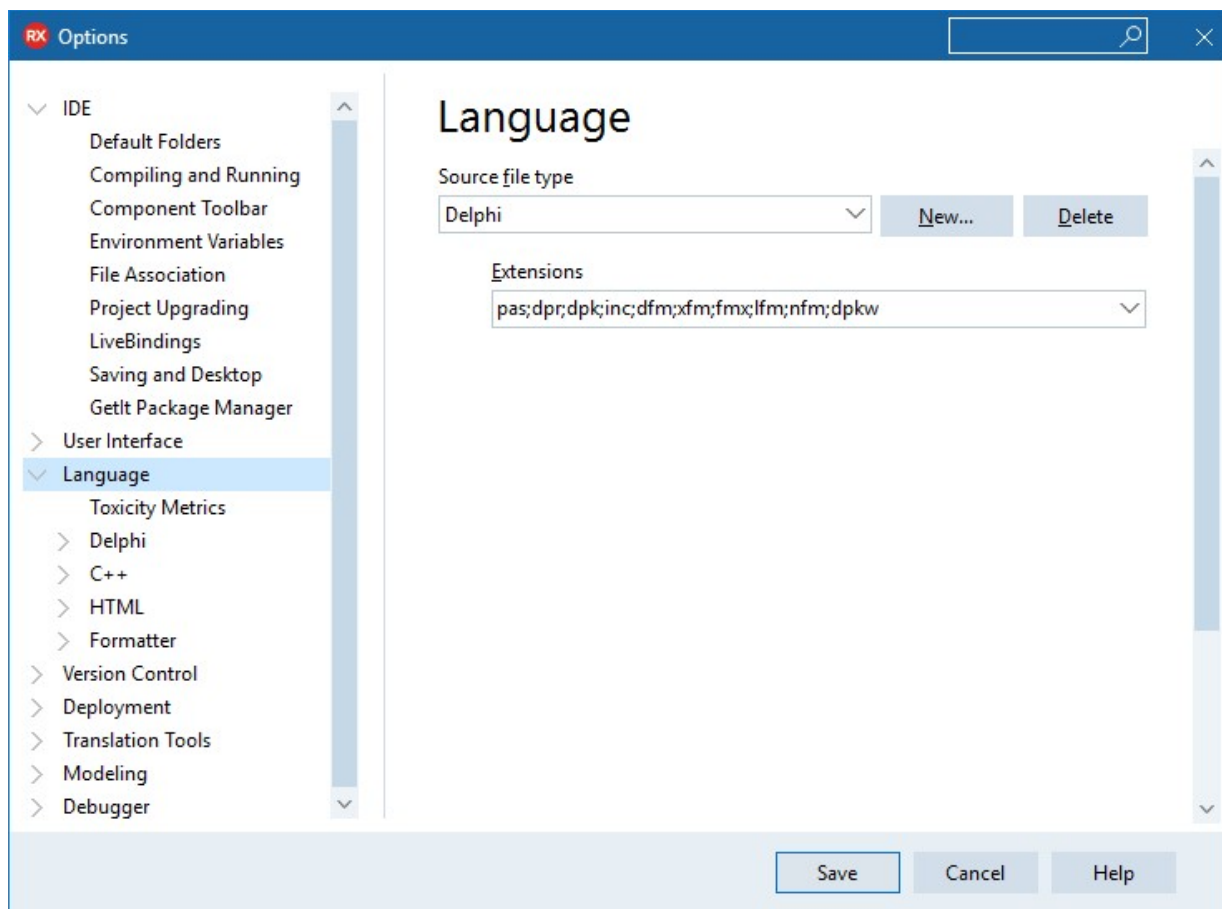 RX Options
IDE
Default Folders
Compiling and Running
Component Toolbar
Environment Variables
File Association
Project Upgrading
LiveBindings
Saving and Desktop
GetIt Package Manager
User Interface
Language
Toxicity Metrics
Delphi
C++
HTML
Formatter
Version Control
Deployment
Translation Tools
Modeling
Debugger
Language
Source file type
Delphi
New...
Delete
Extensions
pas;dpr;dpk;inc;dfm;xfm;fmx;lfm;nfm;dpkw
Save
Cancel
Help